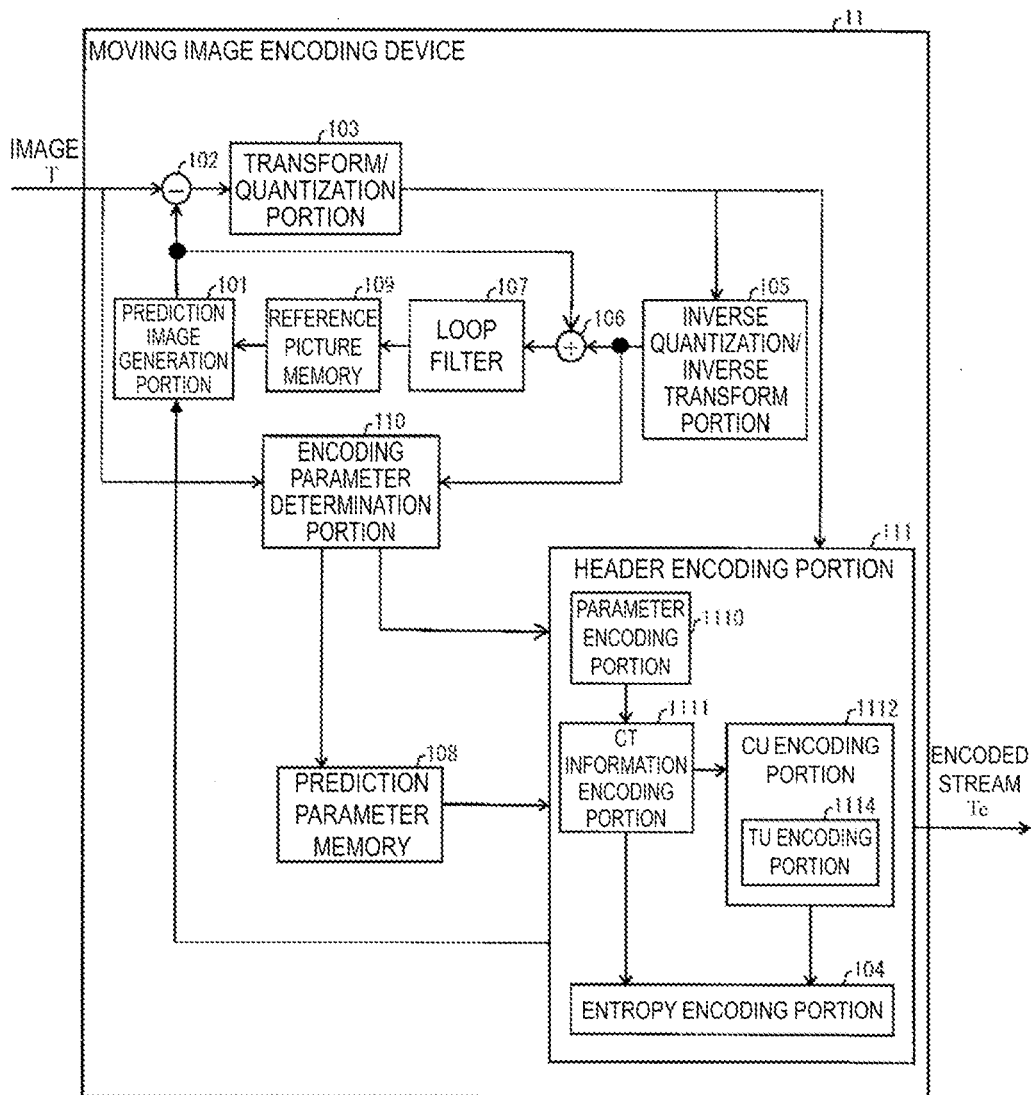 11
MOVING IMAGE ENCODING DEVICE
IMAGE
T
102
−
103
TRANSFORM/
QUANTIZATION
PORTION
101
PREDICTION
IMAGE
GENERATION
PORTION
109
REFERENCE
PICTURE
MEMORY
107
LOOP
FILTER
106
+
105
INVERSE
QUANTIZATION/
INVERSE
TRANSFORM
PORTION
110
ENCODING
PARAMETER
DETERMINATION
PORTION
111
HEADER ENCODING PORTION
1110
PARAMETER
ENCODING
PORTION
1111
CT
INFORMATION
ENCODING
PORTION
1112
CU ENCODING
PORTION
1114
TU ENCODING
PORTION
108
PREDICTION
PARAMETER
MEMORY
104
ENTROPY ENCODING PORTION
ENCODED
STREAM
Te